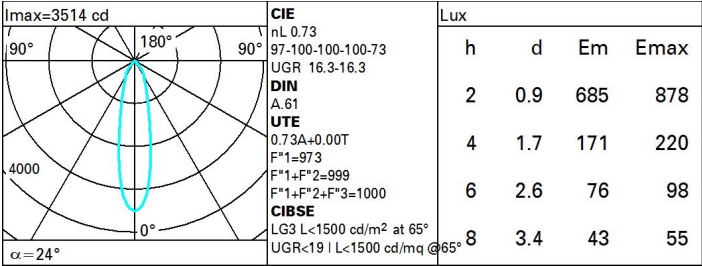 Imax=3514 cd
90°
180°
90°
4000
0°
α=24°
CIE
nL 0.73
97-100-100-100-73
UGR 16.3-16.3
DIN
A.61
UTE
0.73A+0.00T
F"1=973
F"1+F"2=999
F"1+F"2+F"3=1000
CIBSE
LG3 L<1500 cd/m² at 65°
UGR<19 | L<1500 cd/mq @65°
Lux
h d Em Emax
2 0.9 685 878
4 1.7 171 220
6 2.6 76 98
8 3.4 43 55